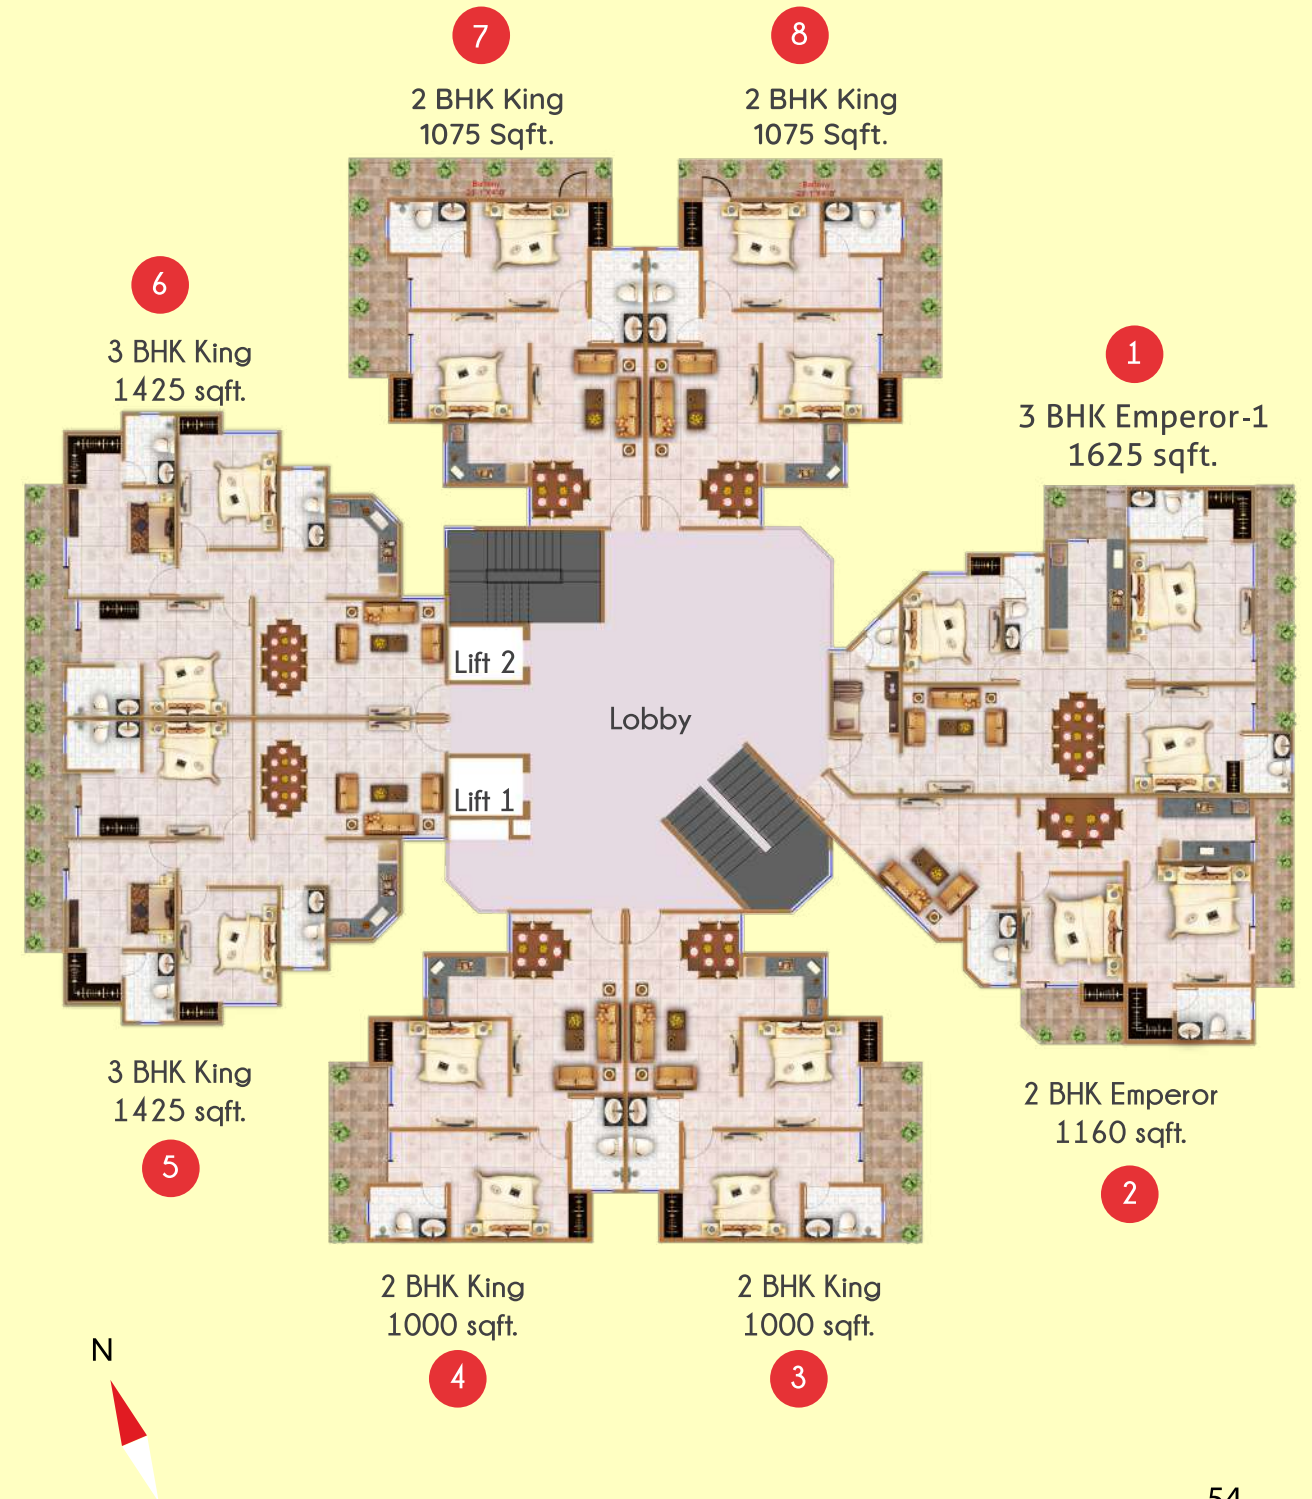 7
8
2 BHK King
1075 Sqft.
2 BHK King
1075 Sqft.
6
3 BHK King
1425 sqft.
1
3 BHK Emperor-1
1625 sqft.
Lift 2
Lobby
Lift 1
3 BHK King
1425 sqft.
5
2 BHK Emperor
1160 sqft.
2
2 BHK King
1000 sqft.
4
2 BHK King
1000 sqft.
3
N
54